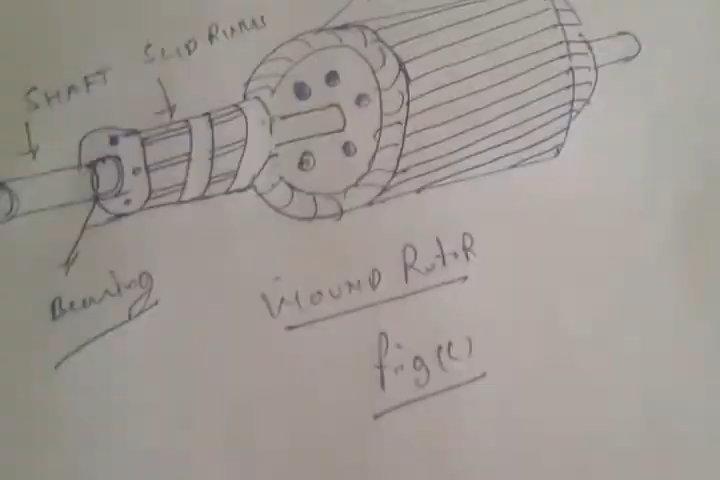 SHAFT
SLIP RINGS
Bearing
WOUND ROTOR
fig(c)